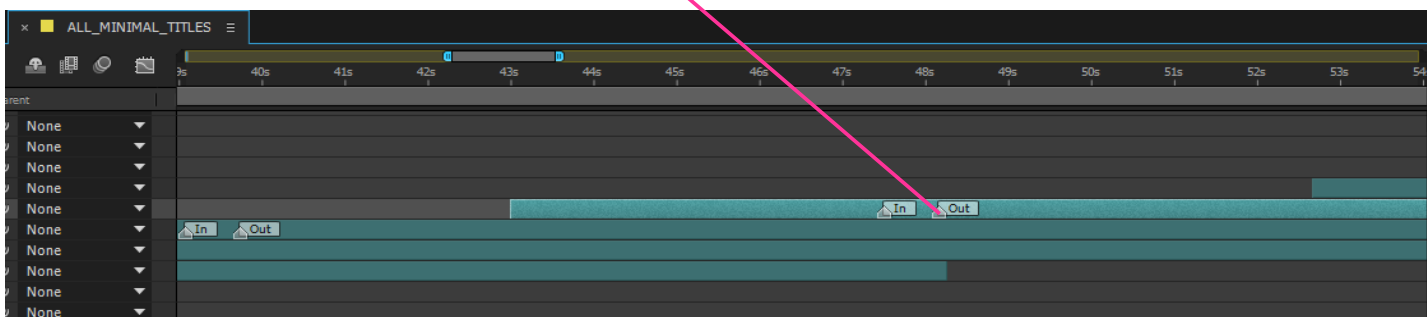 × ALL_MINIMAL_TITLES
9s 40s 41s 42s 43s 44s 45s 46s 47s 48s 49s 50s 51s 52s 53s 54
arent
None
None
None
None
None In Out
In Out None
None
None
None
None